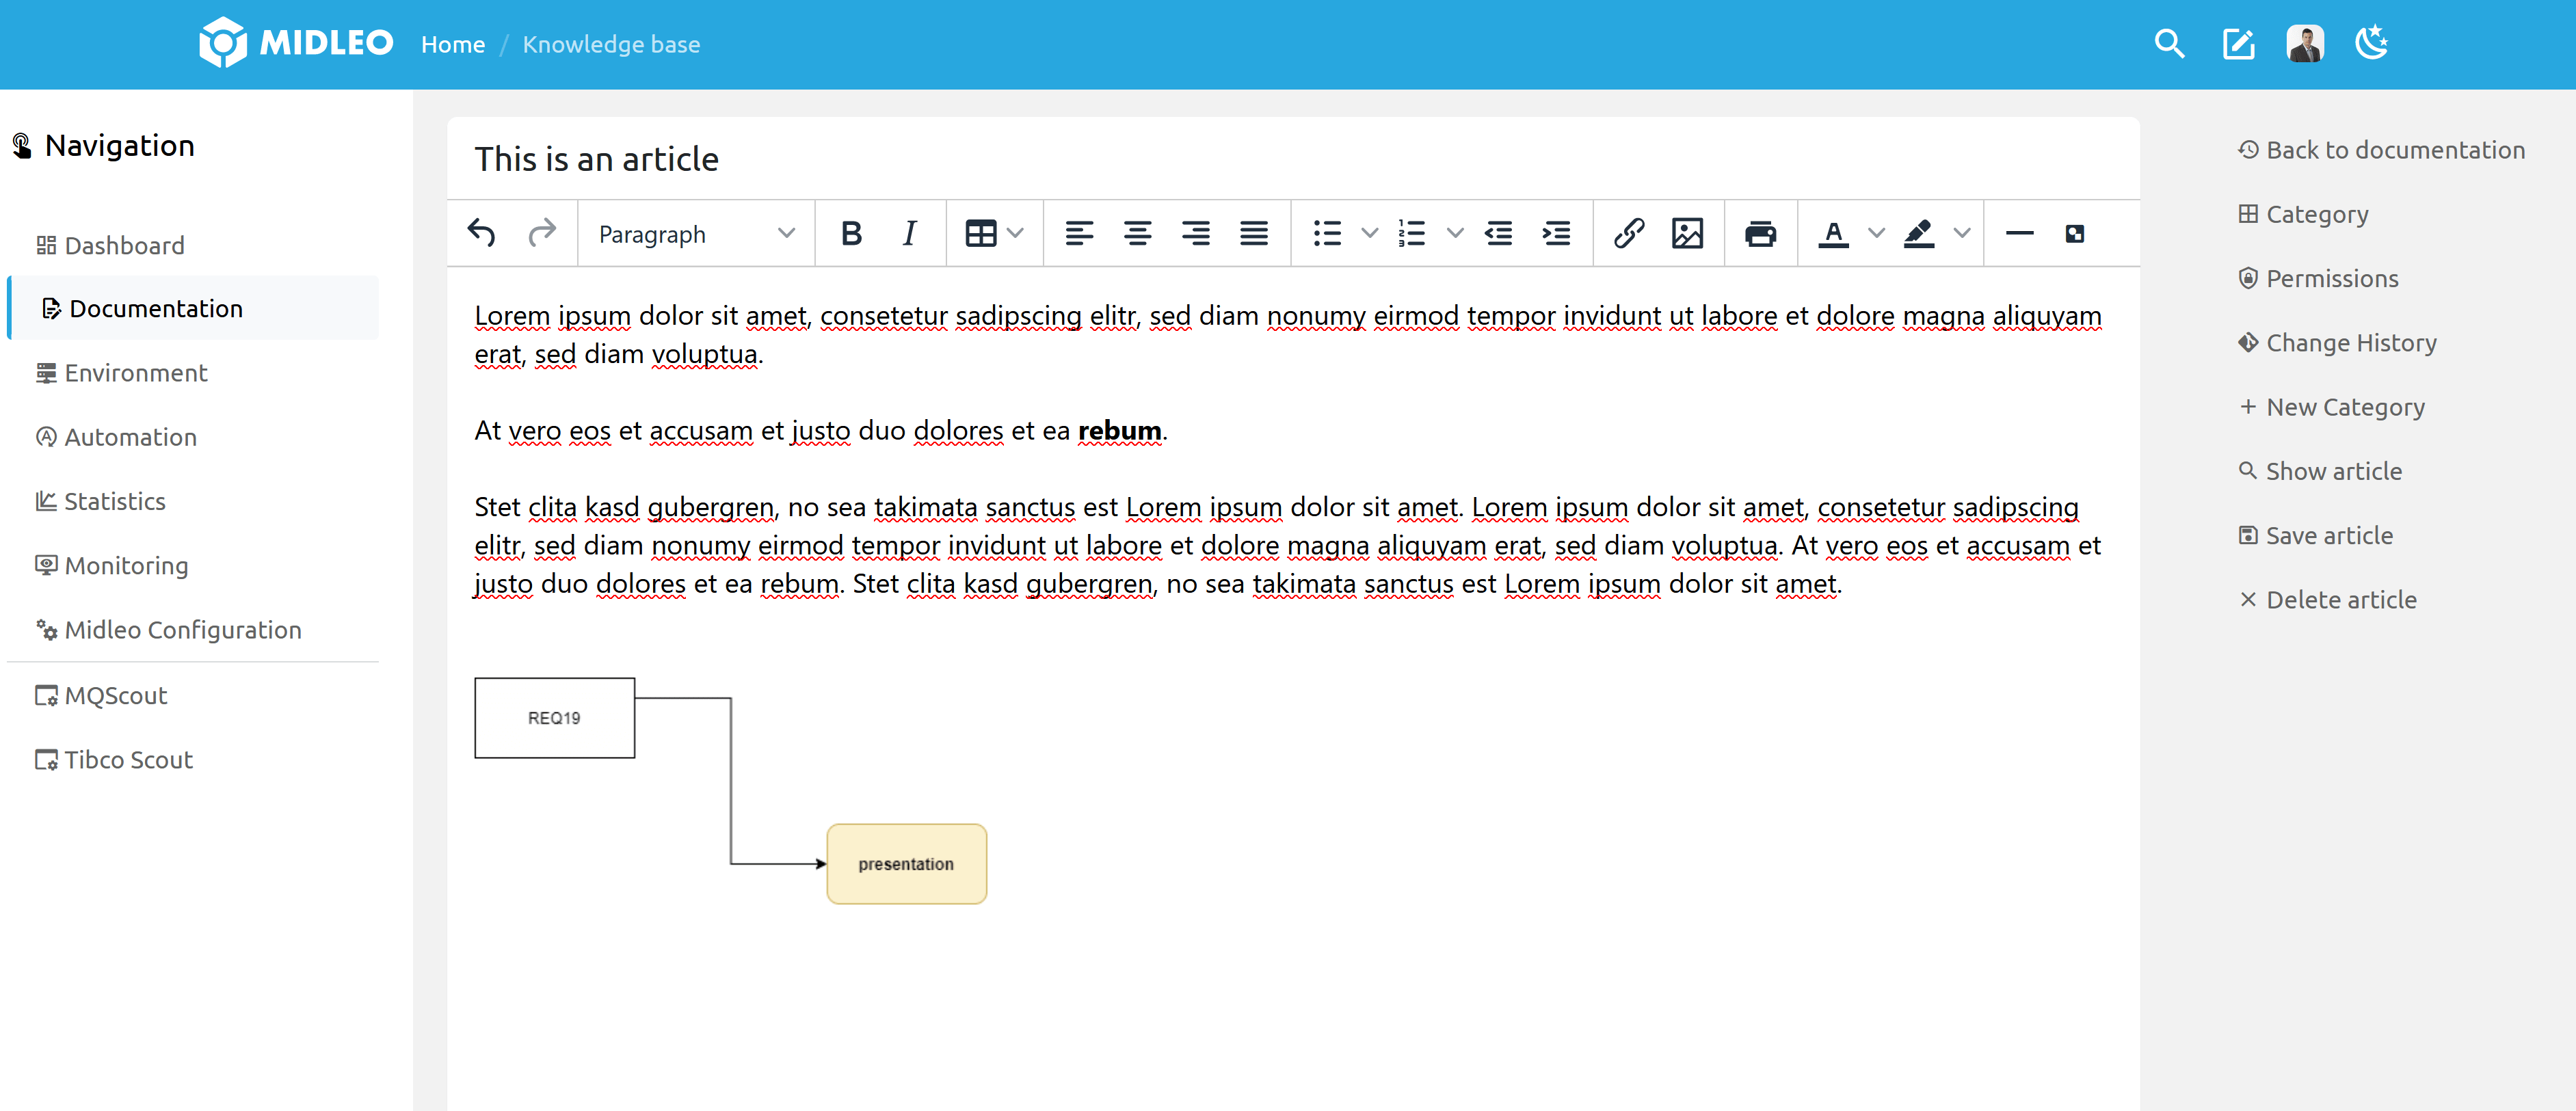 MIDLEO Home / Knowledge base
Navigation
Dashboard
Documentation
Environment
Automation
Statistics
Monitoring
Midleo Configuration
MQScout
Tibco Scout
This is an article
Paragraph B I A
Lorem ipsum dolor sit amet, consetetur sadipscing elitr, sed diam nonumy eirmod tempor invidunt ut labore et dolore magna aliquyam
erat, sed diam voluptua.
At vero eos et accusam et justo duo dolores et ea rebum.
Stet clita kasd gubergren, no sea takimata sanctus est Lorem ipsum dolor sit amet. Lorem ipsum dolor sit amet, consetetur sadipscing
elitr, sed diam nonumy eirmod tempor invidunt ut labore et dolore magna aliquyam erat, sed diam voluptua. At vero eos et accusam et
justo duo dolores et ea rebum. Stet clita kasd gubergren, no sea takimata sanctus est Lorem ipsum dolor sit amet.
REQ19
presentation
Back to documentation
Category
Permissions
Change History
New Category
Show article
Save article
Delete article